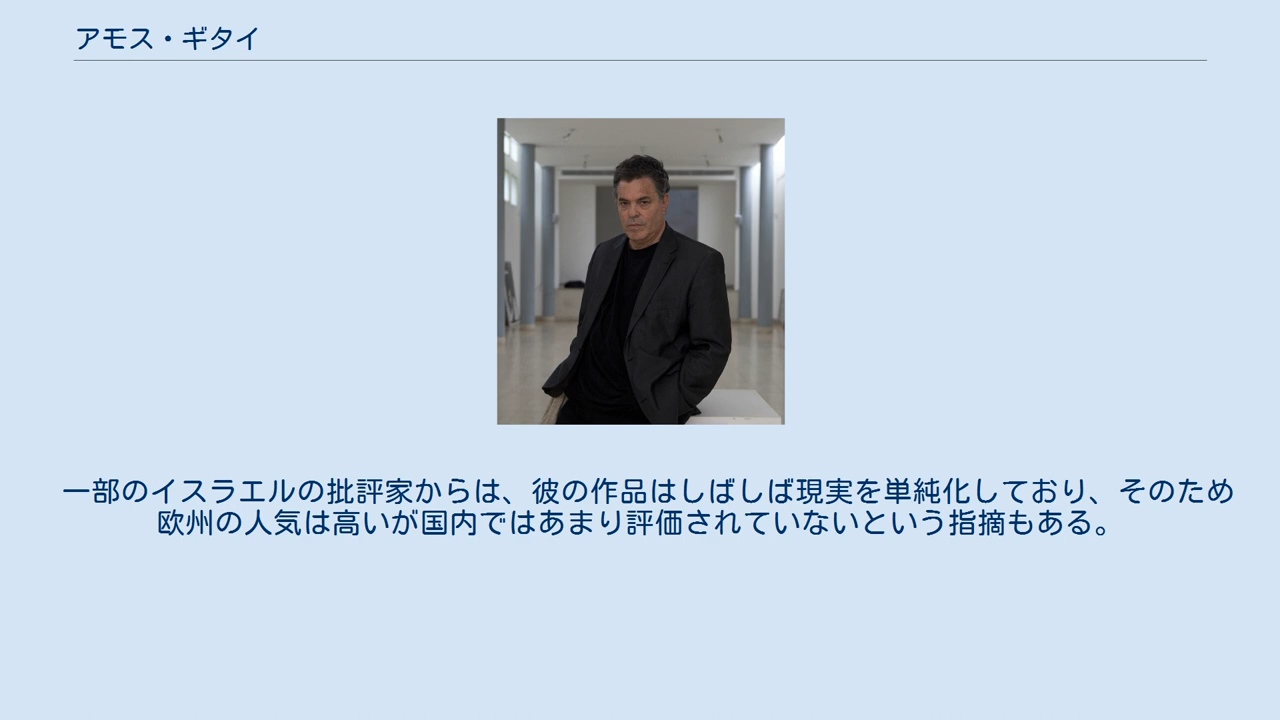 アモス・ギタイ
一部のイスラエルの批評家からは、彼の作品はしばしば現実を単純化しており、そのため
欧州の人気は高いが国内ではあまり評価されていないという指摘もある。